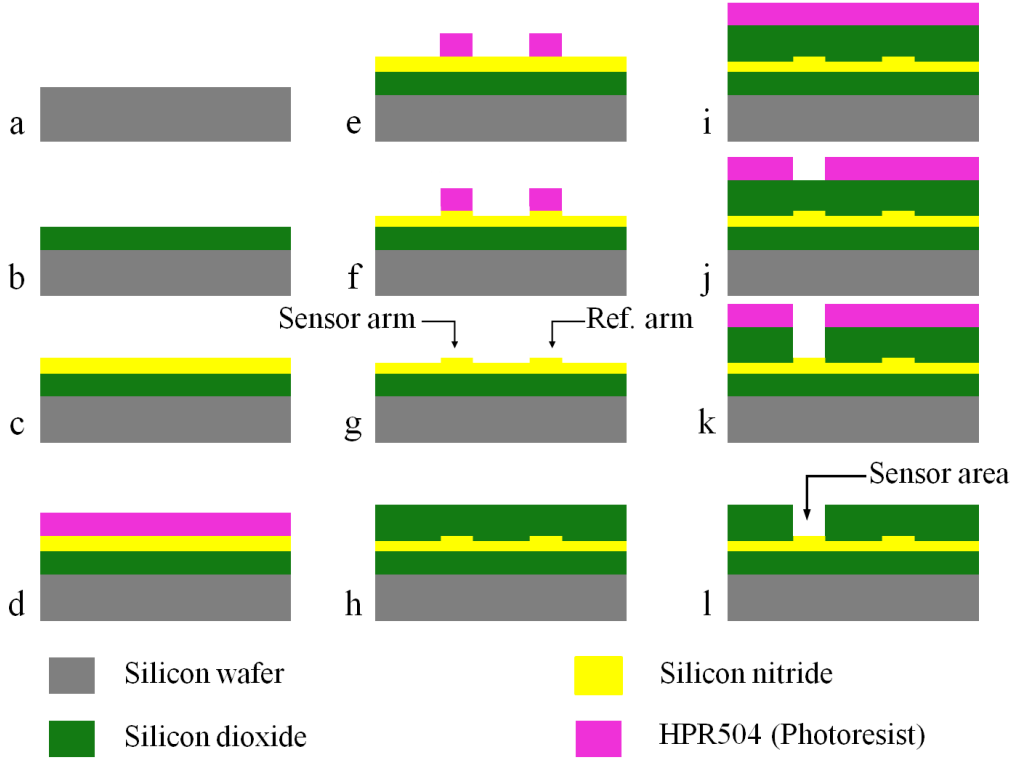 a
b
c
d
e
f
Sensor arm
Ref. arm
g
h
i
j
k
Sensor area
l
Silicon wafer
Silicon nitride
Silicon dioxide
HPR504 (Photoresist)